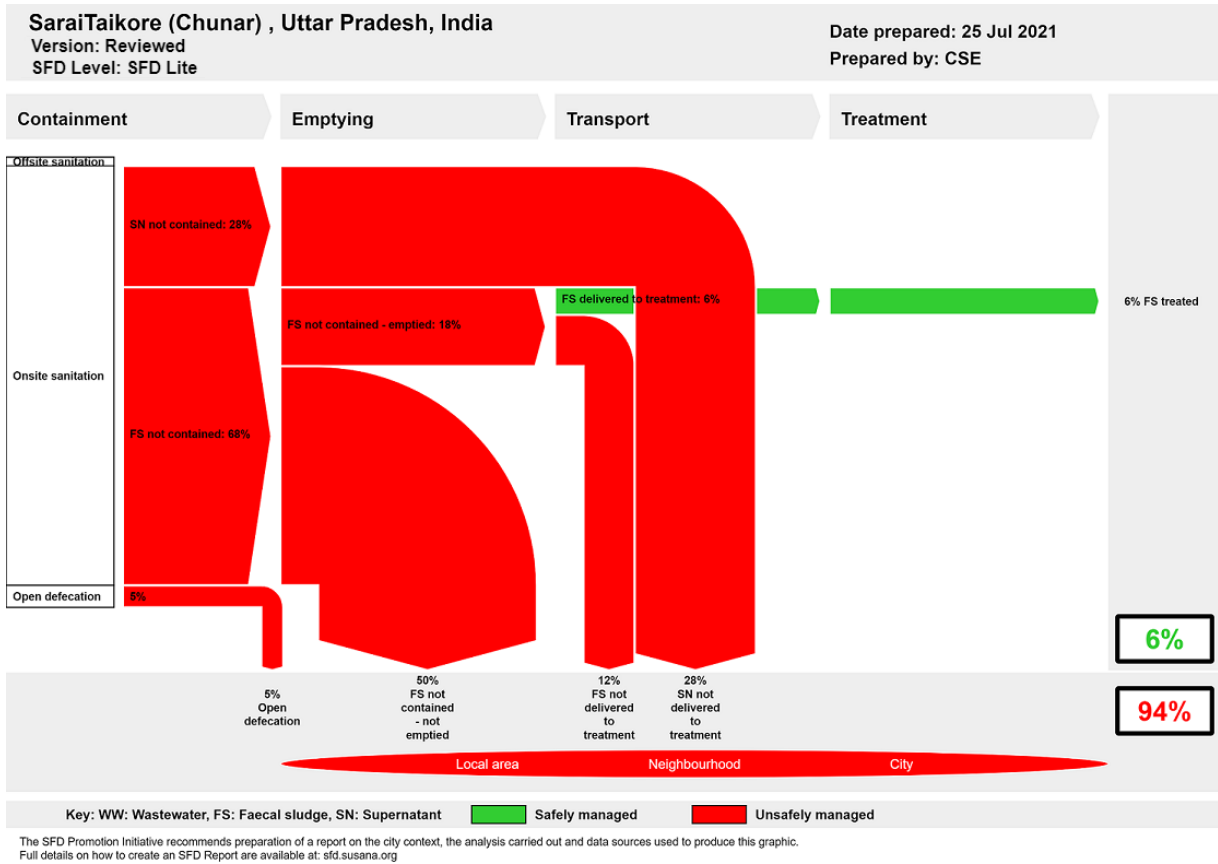 SaraiTaikore (Chunar) , Uttar Pradesh, India
Version: Reviewed
SFD Level: SFD Lite
Date prepared: 25 Jul 2021
Prepared by: CSE
Containment
Emptying
Transport
Treatment
Offsite sanitation
SN not contained: 28%
FS delivered to treatment: 6%
6% FS treated
FS not contained - emptied: 18%
Onsite sanitation
FS not contained: 68%
Open defecation
5%
6%
5%
Open
defecation
50%
FS not
contained
- not
emptied
12%
FS not
delivered
to
treatment
28%
SN not
delivered
to
treatment
94%
Local area
Neighbourhood
City
Key: WW: Wastewater, FS: Faecal sludge, SN: Supernatant
Safely managed
Unsafely managed
The SFD Promotion Initiative recommends preparation of a report on the city context, the analysis carried out and data sources used to produce this graphic.
Full details on how to create an SFD Report are available at: sfd.susana.org